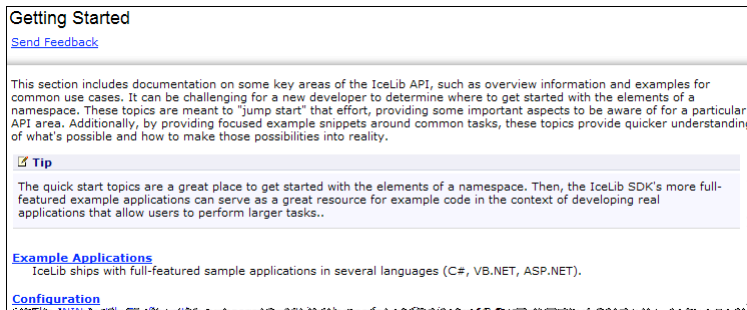 Getting Started
Send Feedback
This section includes documentation on some key areas of the IceLib API, such as overview information and examples for
common use cases. It can be challenging for a new developer to determine where to get started with the elements of a
namespace. These topics are meant to "jump start" that effort, providing some important aspects to be aware of for a particular
API area. Additionally, by providing focused example snippets around common tasks, these topics provide quicker understanding
of what's possible and how to make those possibilities into reality.
Tip
The quick start topics are a great place to get started with the elements of a namespace. Then, the IceLib SDK's more full-
featured example applications can serve as a great resource for example code in the context of developing real
applications that allow users to perform larger tasks..
Example Applications
IceLib ships with full-featured sample applications in several languages (C#, VB.NET, ASP.NET).
Configuration